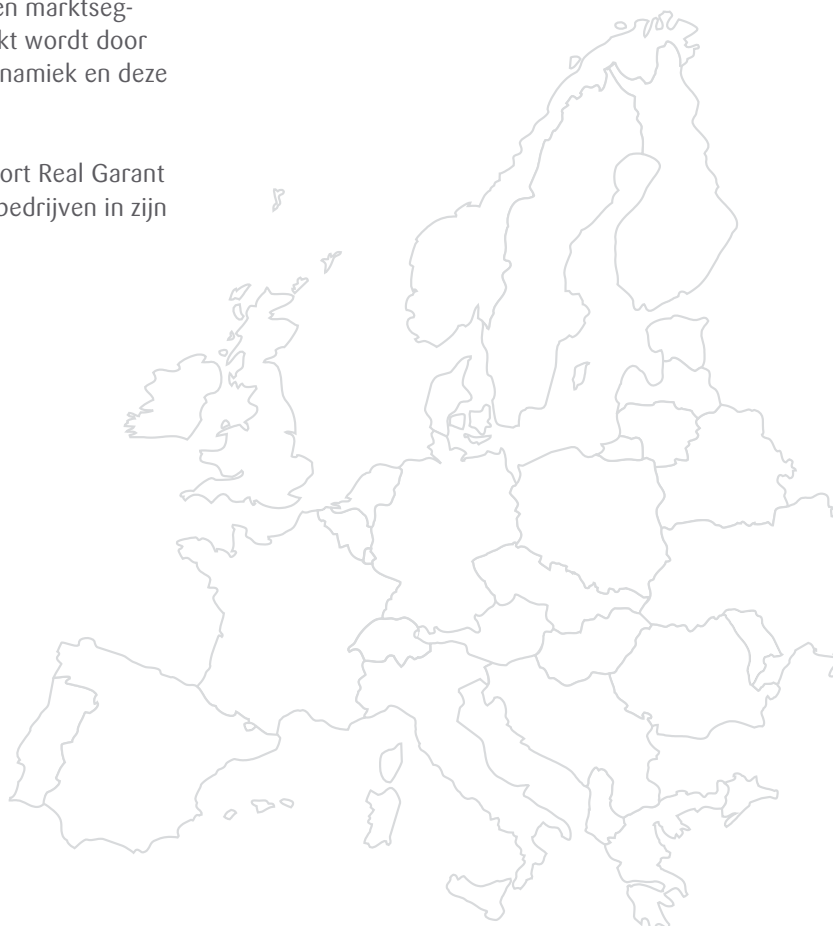 en marktseg-
kt wordt door
namiek en deze
ort Real Garant
bedrijven in zijn